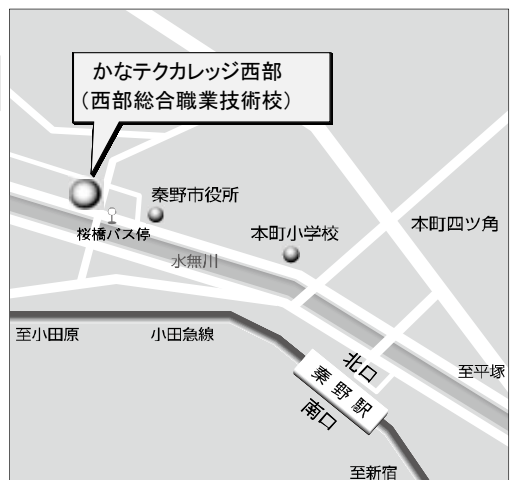 かなテクカレッジ西部
（西部総合職業技術校）
秦野市役所
桜橋バス停
本町小学校
本町四ツ角
水無川
至小田原
小田急線
北口
至平塚
秦野駅
南口
至新宿